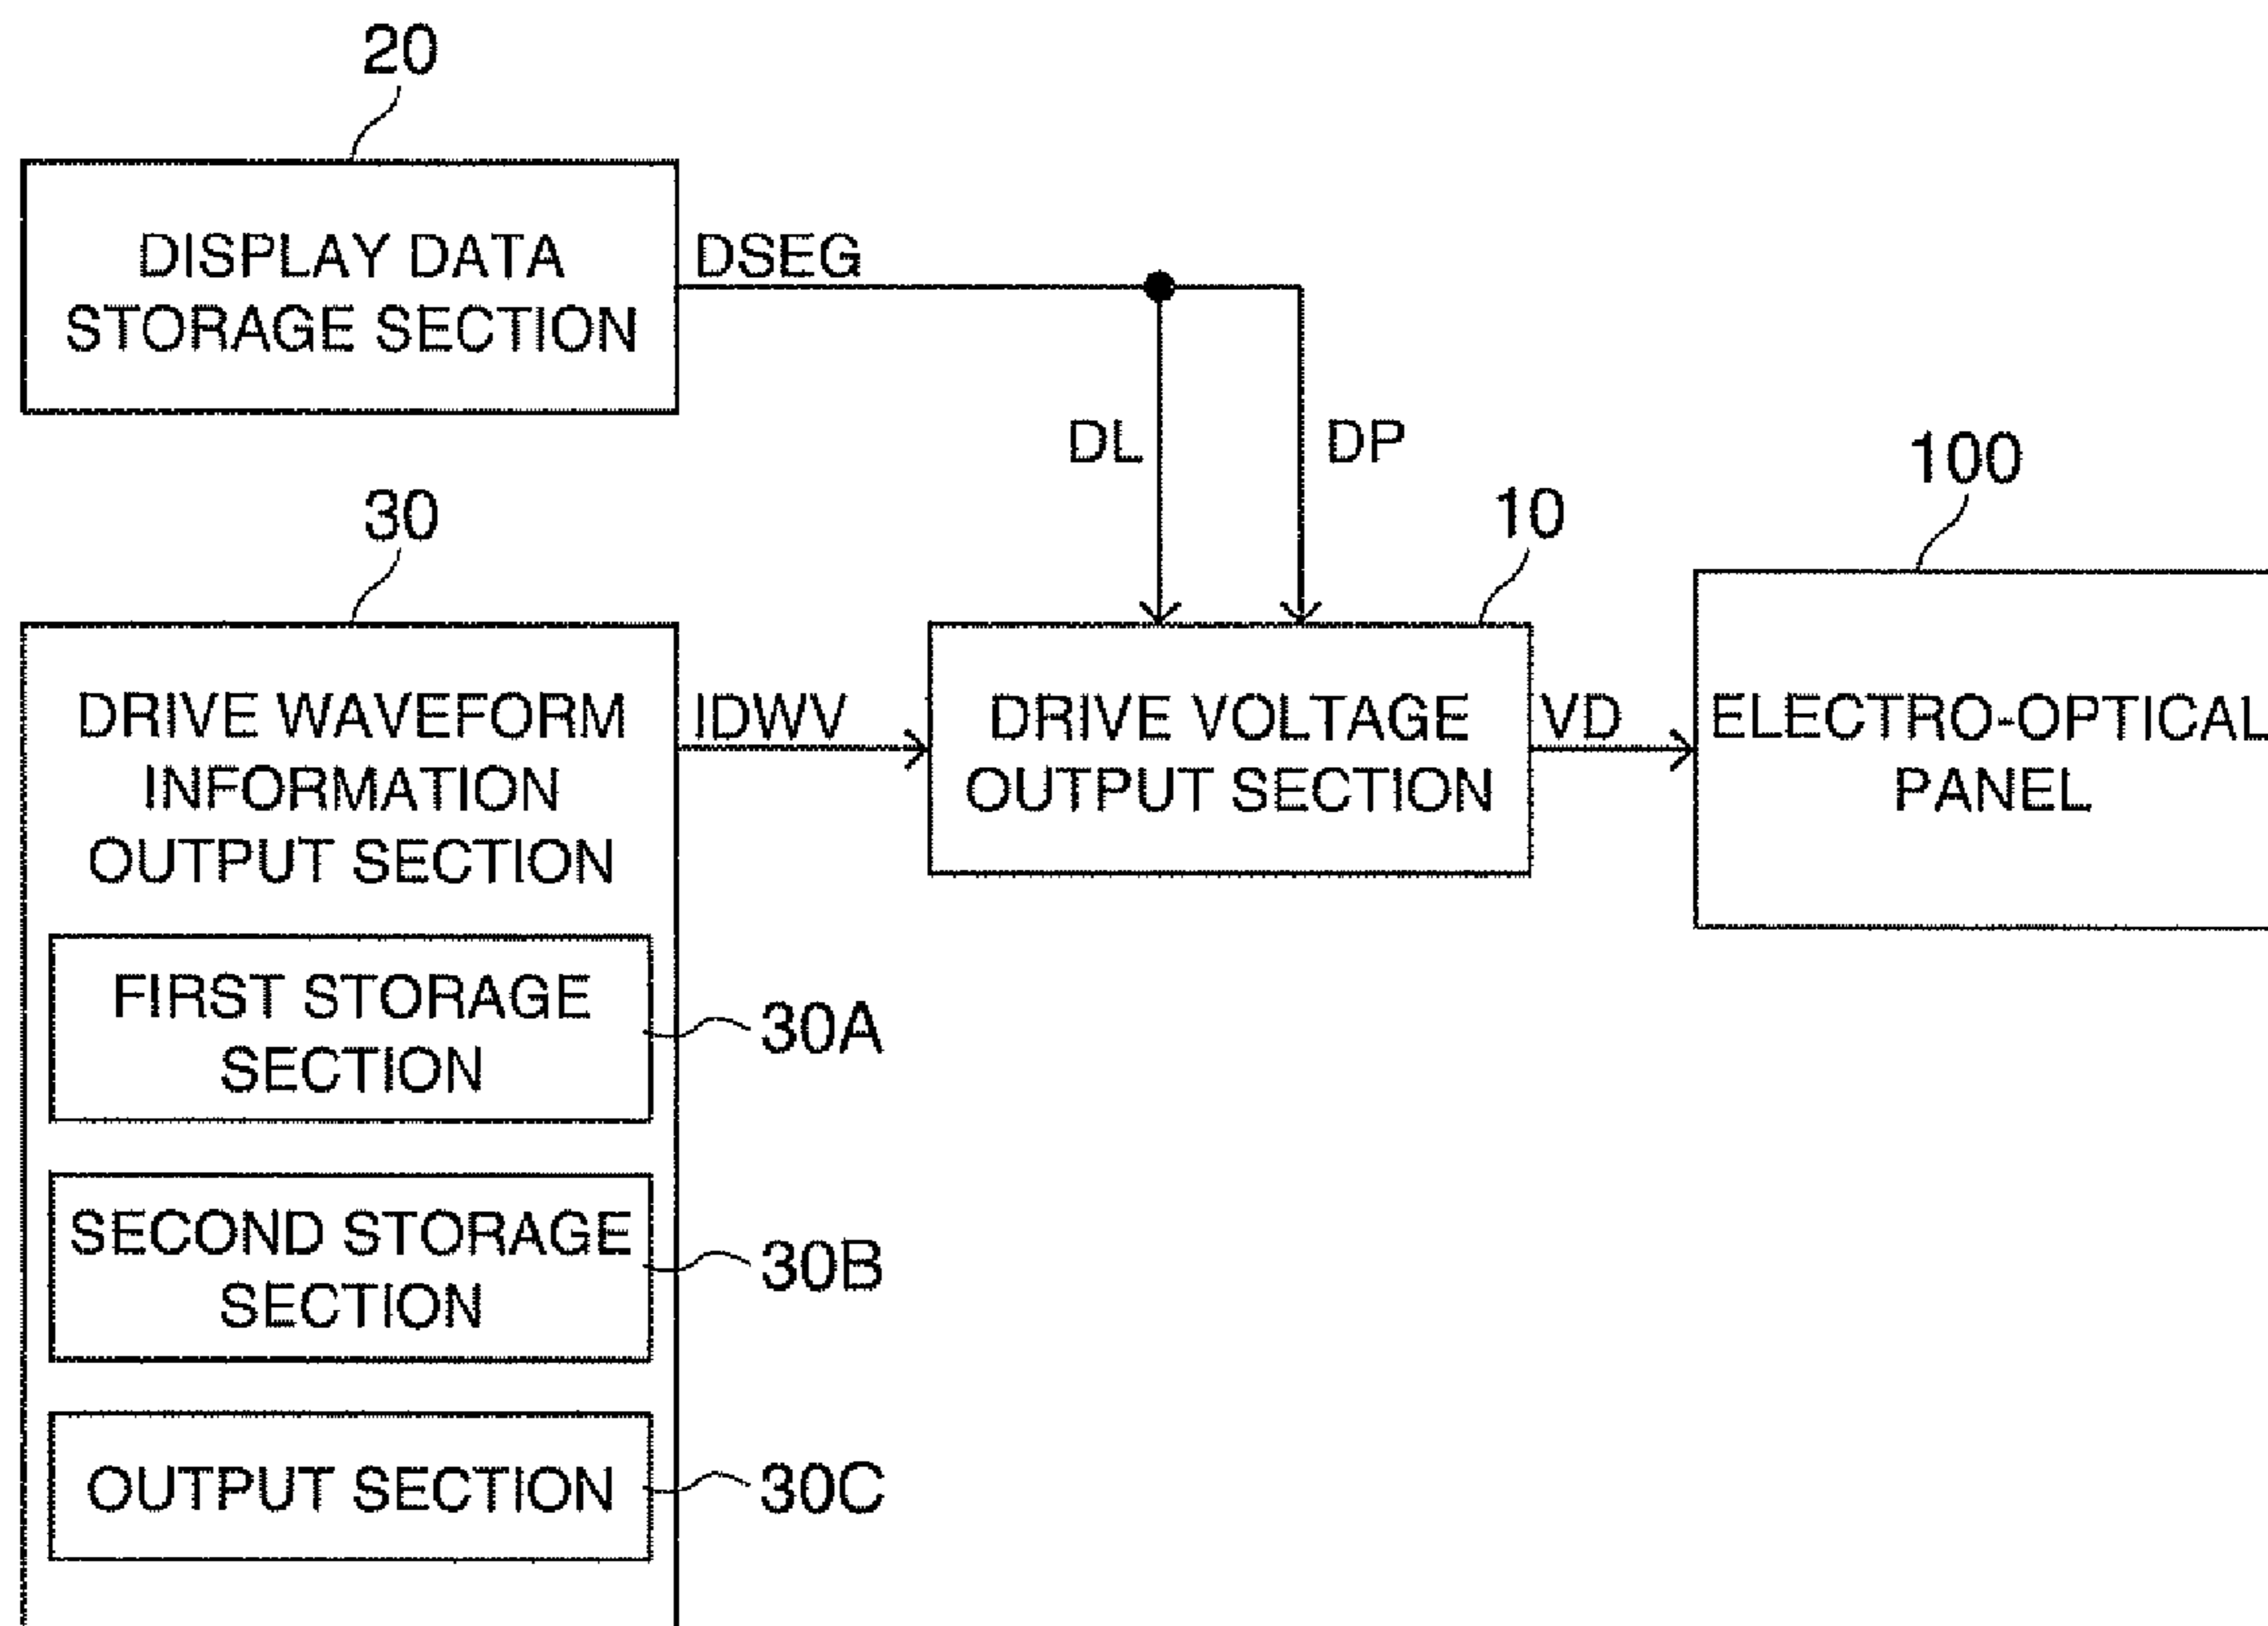 20
DISPLAY DATA
STORAGE SECTION
DSEG
DL
DP
30
10
100
DRIVE WAVEFORM
INFORMATION
OUTPUT SECTION
IDWV
DRIVE VOLTAGE
OUTPUT SECTION
VD
ELECTRO-OPTICAL
PANEL
FIRST STORAGE
SECTION
30A
SECOND STORAGE
SECTION
30B
OUTPUT SECTION
30C